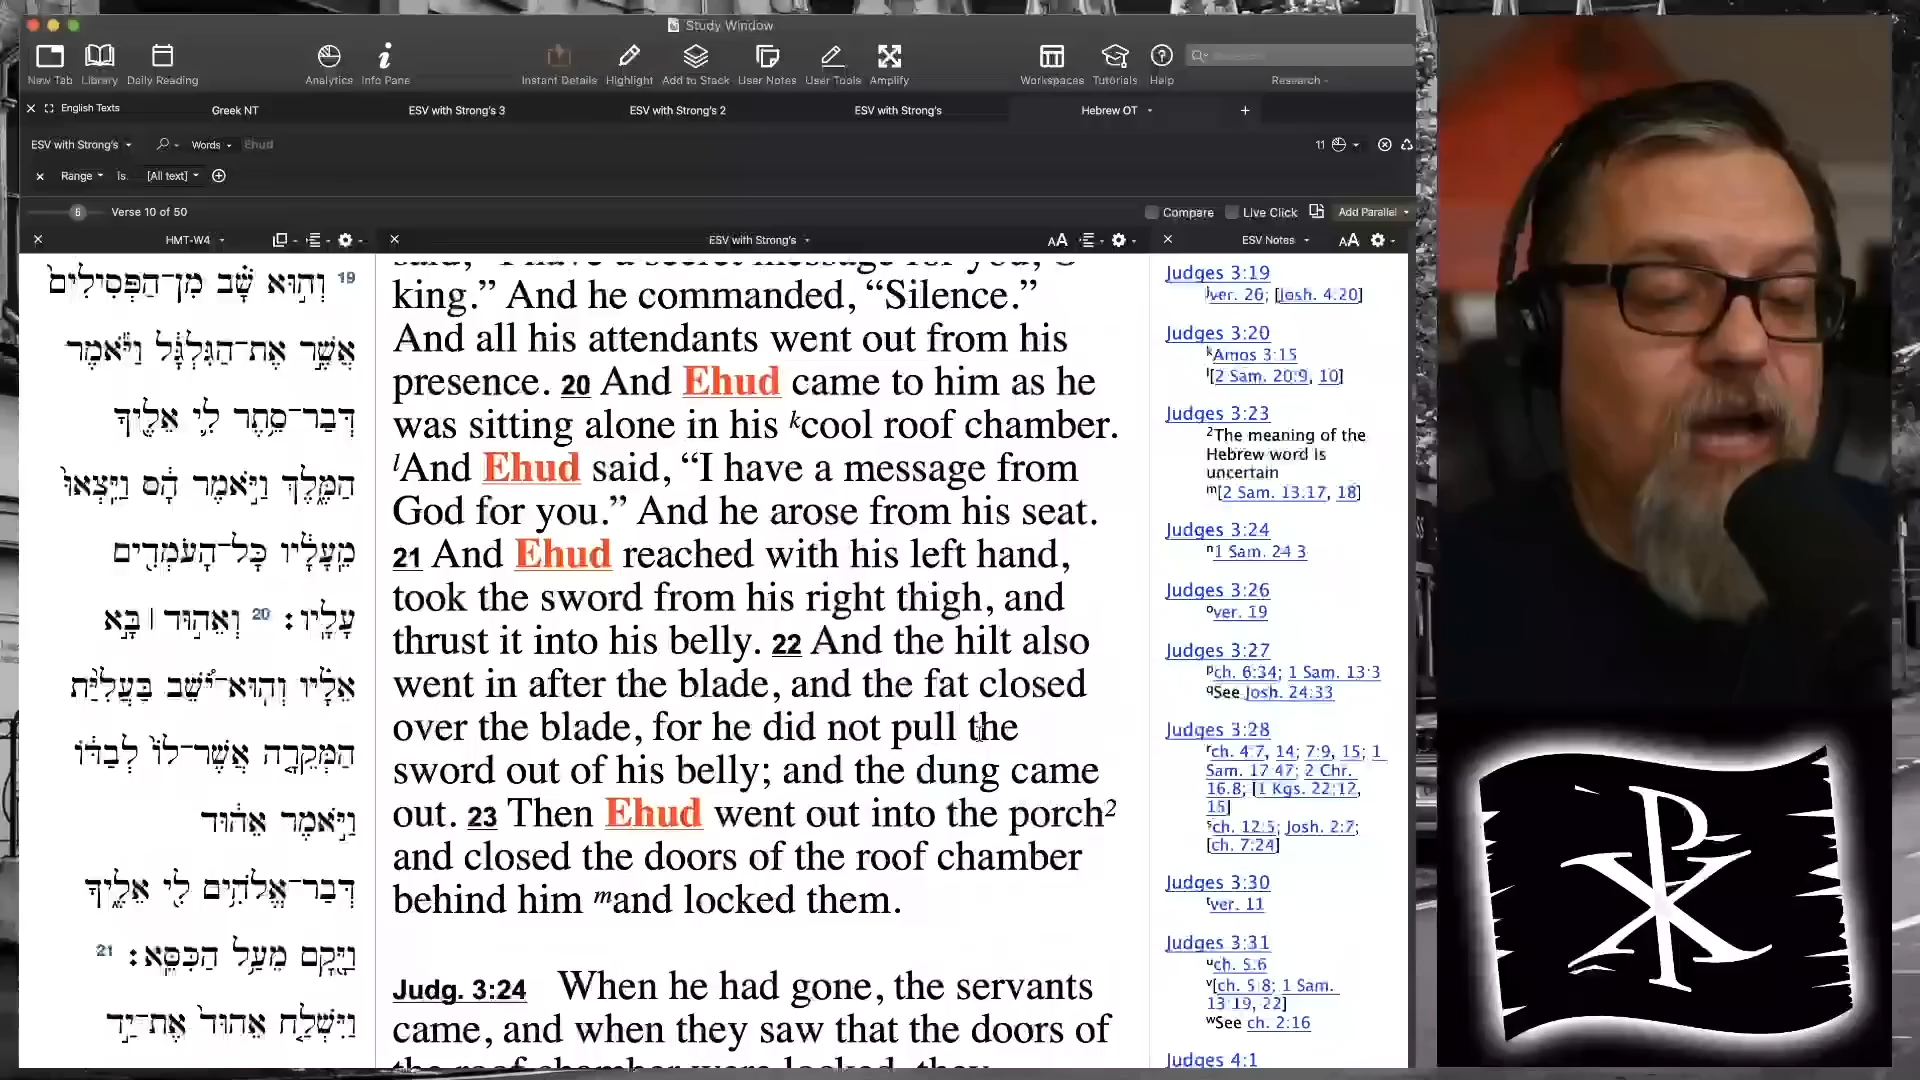 Study Window
New Tab Library Daily Reading Analytics Info Pane Instant Details Highlight Add to Stack User Notes User Tools Amplify Workspaces Tutorials Help Research
English Texts Greek NT ESV with Strong's 3 ESV with Strong's 2 ESV with Strong's Hebrew OT +
ESV with Strong's Words Ehud 11
Range Is [All text]
6 Verse 10 of 50 Compare Live Click Add Parallel
HMT-W4 ESV with Strong's AA ESV Notes AA
19 וְה֣וּא שָׁ֗ב מִן־הַפְּסִילִים֙
אֲשֶׁ֣ר אֶת־הַגִּלְגָּ֔ל וַיֹּ֕אמֶר
דְּבַר־סֵ֥תֶר לִ֛י אֵלֶ֖יךָ
הַמֶּ֑לֶךְ וַיֹּ֣אמֶר הָ֔ס וַיֵּֽצְאוּ֙
מֵֽעָלָ֔יו כָּל־הָעֹמְדִ֖ים
עָלָֽיו׃ 20 וְאֵה֣וּד ׀ בָּ֣א
אֵלָ֗יו וְהֽוּא־יֹ֠שֵׁב בַּעֲלִיַּ֨ת
הַמְּקֵרָ֤ה אֲשֶׁר־לוֹ֙ לְבַדּ֔וֹ
וַיֹּ֣אמֶר אֵה֔וּד
דְּבַר־אֱלֹהִ֥ים לִ֖י אֵלֶ֑יךָ
וַיָּ֖קָם מֵעַ֥ל הַכִּסֵּֽא׃ 21
וַיִּשְׁלַ֤ח אֵהוּד֙ אֶת־יַ֣ד
said, "I have a secret message for you, O
king." And he commanded, "Silence."
And all his attendants went out from his
presence. 20 And Ehud came to him as he
was sitting alone in his kcool roof chamber.
lAnd Ehud said, "I have a message from
God for you." And he arose from his seat.
21 And Ehud reached with his left hand,
took the sword from his right thigh, and
thrust it into his belly. 22 And the hilt also
went in after the blade, and the fat closed
over the blade, for he did not pull the
sword out of his belly; and the dung came
out. 23 Then Ehud went out into the porch2
and closed the doors of the roof chamber
behind him mand locked them.
Judg. 3:24 When he had gone, the servants
came, and when they saw that the doors of
the roof chamber were locked, they
Judges 3:19
jver. 26; [Josh. 4:20]
Judges 3:20
kAmos 3:15
l[2 Sam. 20:9, 10]
Judges 3:23
2The meaning of the
Hebrew word is
uncertain
m[2 Sam. 13:17, 18]
Judges 3:24
n1 Sam. 24:3
Judges 3:26
over. 19
Judges 3:27
pch. 6:34; 1 Sam. 13:3
qSee Josh. 24:33
Judges 3:28
rch. 4:7, 14; 7:9, 15; 1
Sam. 17:47; 2 Chr.
16:8; [1 Kgs. 22:12,
15]
sch. 12:5; Josh. 2:7;
[ch. 7:24]
Judges 3:30
tver. 11
Judges 3:31
uch. 5:6
v[ch. 5:8; 1 Sam.
13:19, 22]
wSee ch. 2:16
Judges 4:1